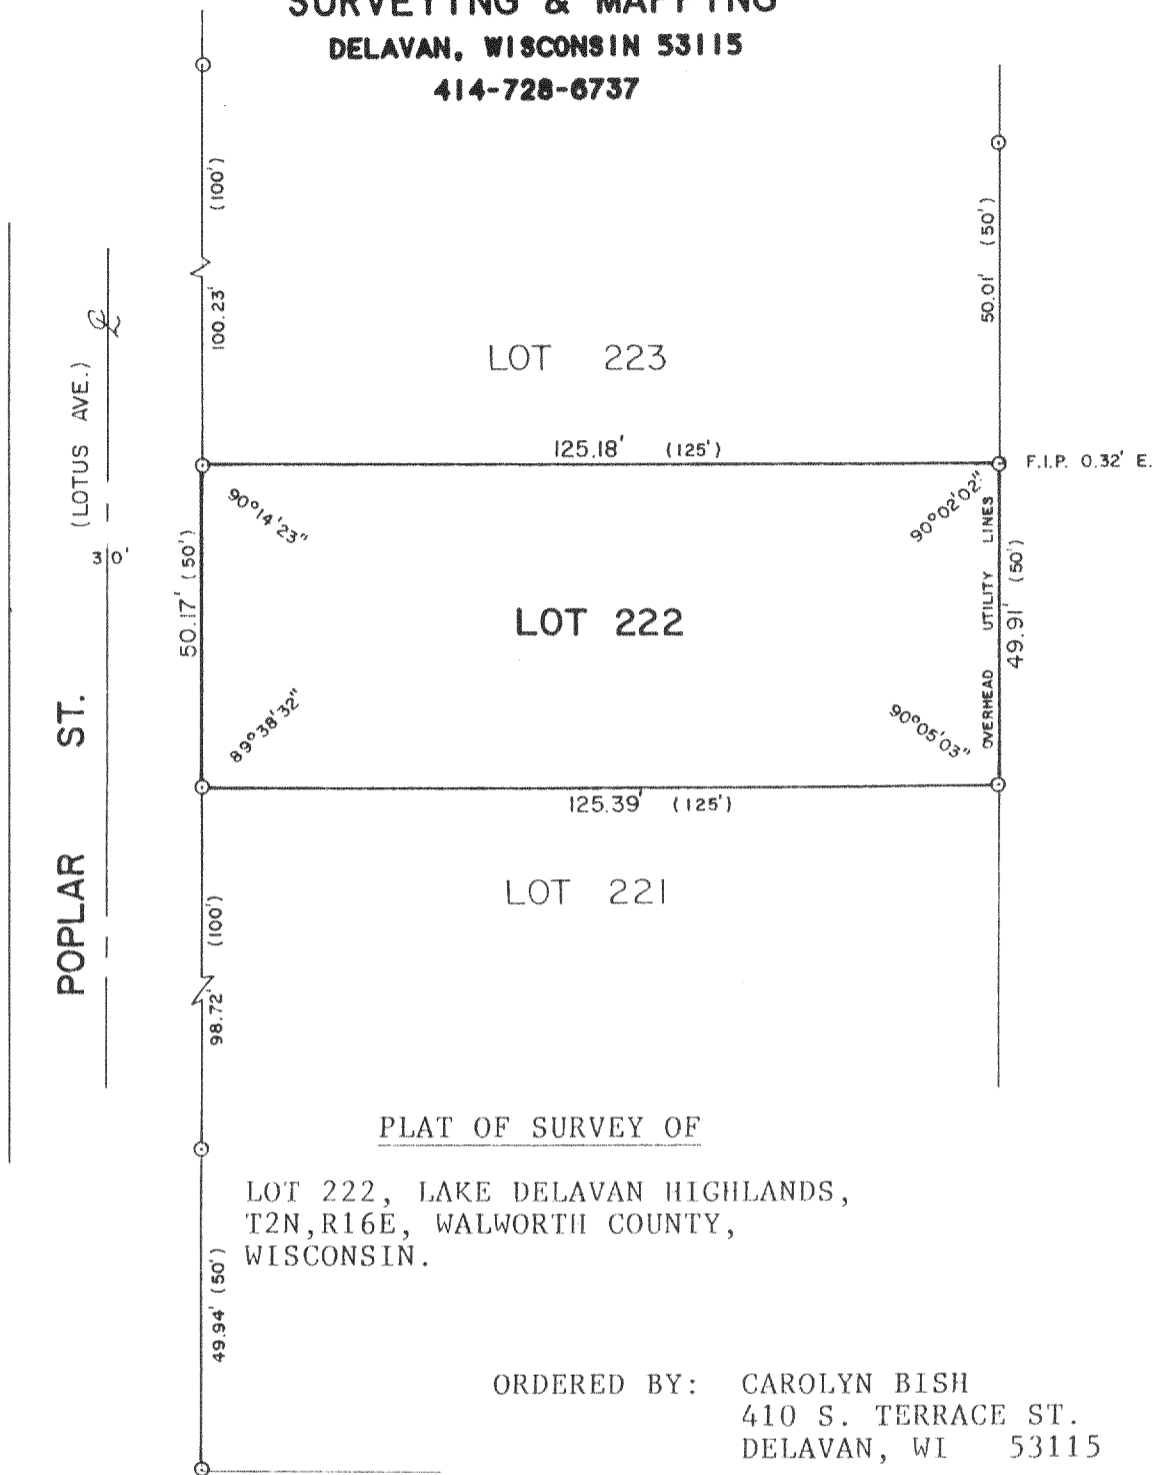 SURVEYING & MAPPING
DELAVAN, WISCONSIN 53115
414-728-6737
(100')
100.23'
50.01' (50')
(LOTUS AVE.)
LOT 223
125.18' (125')
F.I.P. 0.32' E.
90°14'23"
90°02'02"
30'
50.17' (50')
LOT 222
OVERHEAD UTILITY LINES
49.91' (50')
89°38'32"
90°05'03"
125.39' (125')
POPLAR ST.
LOT 221
(100')
98.72'
PLAT OF SURVEY OF
LOT 222, LAKE DELAVAN HIGHLANDS,
T2N,R16E, WALWORTH COUNTY,
WISCONSIN.
49.94' (50')
ORDERED BY: CAROLYN BISH
410 S. TERRACE ST.
DELAVAN, WI 53115